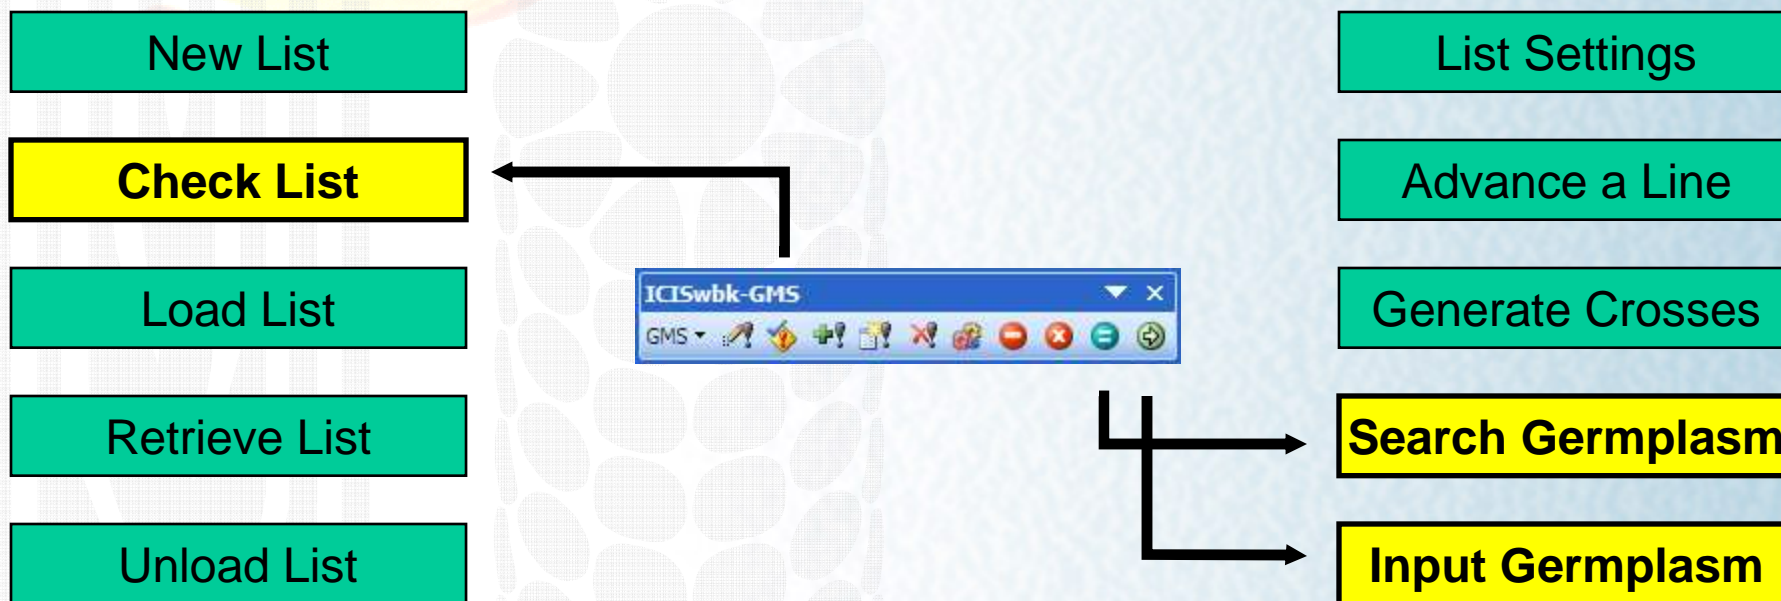 New List
Check List
Load List
Retrieve List
Unload List
ICISwbk-GMS
GMS
List Settings
Advance a Line
Generate Crosses
Search Germplasm
Input Germplasm